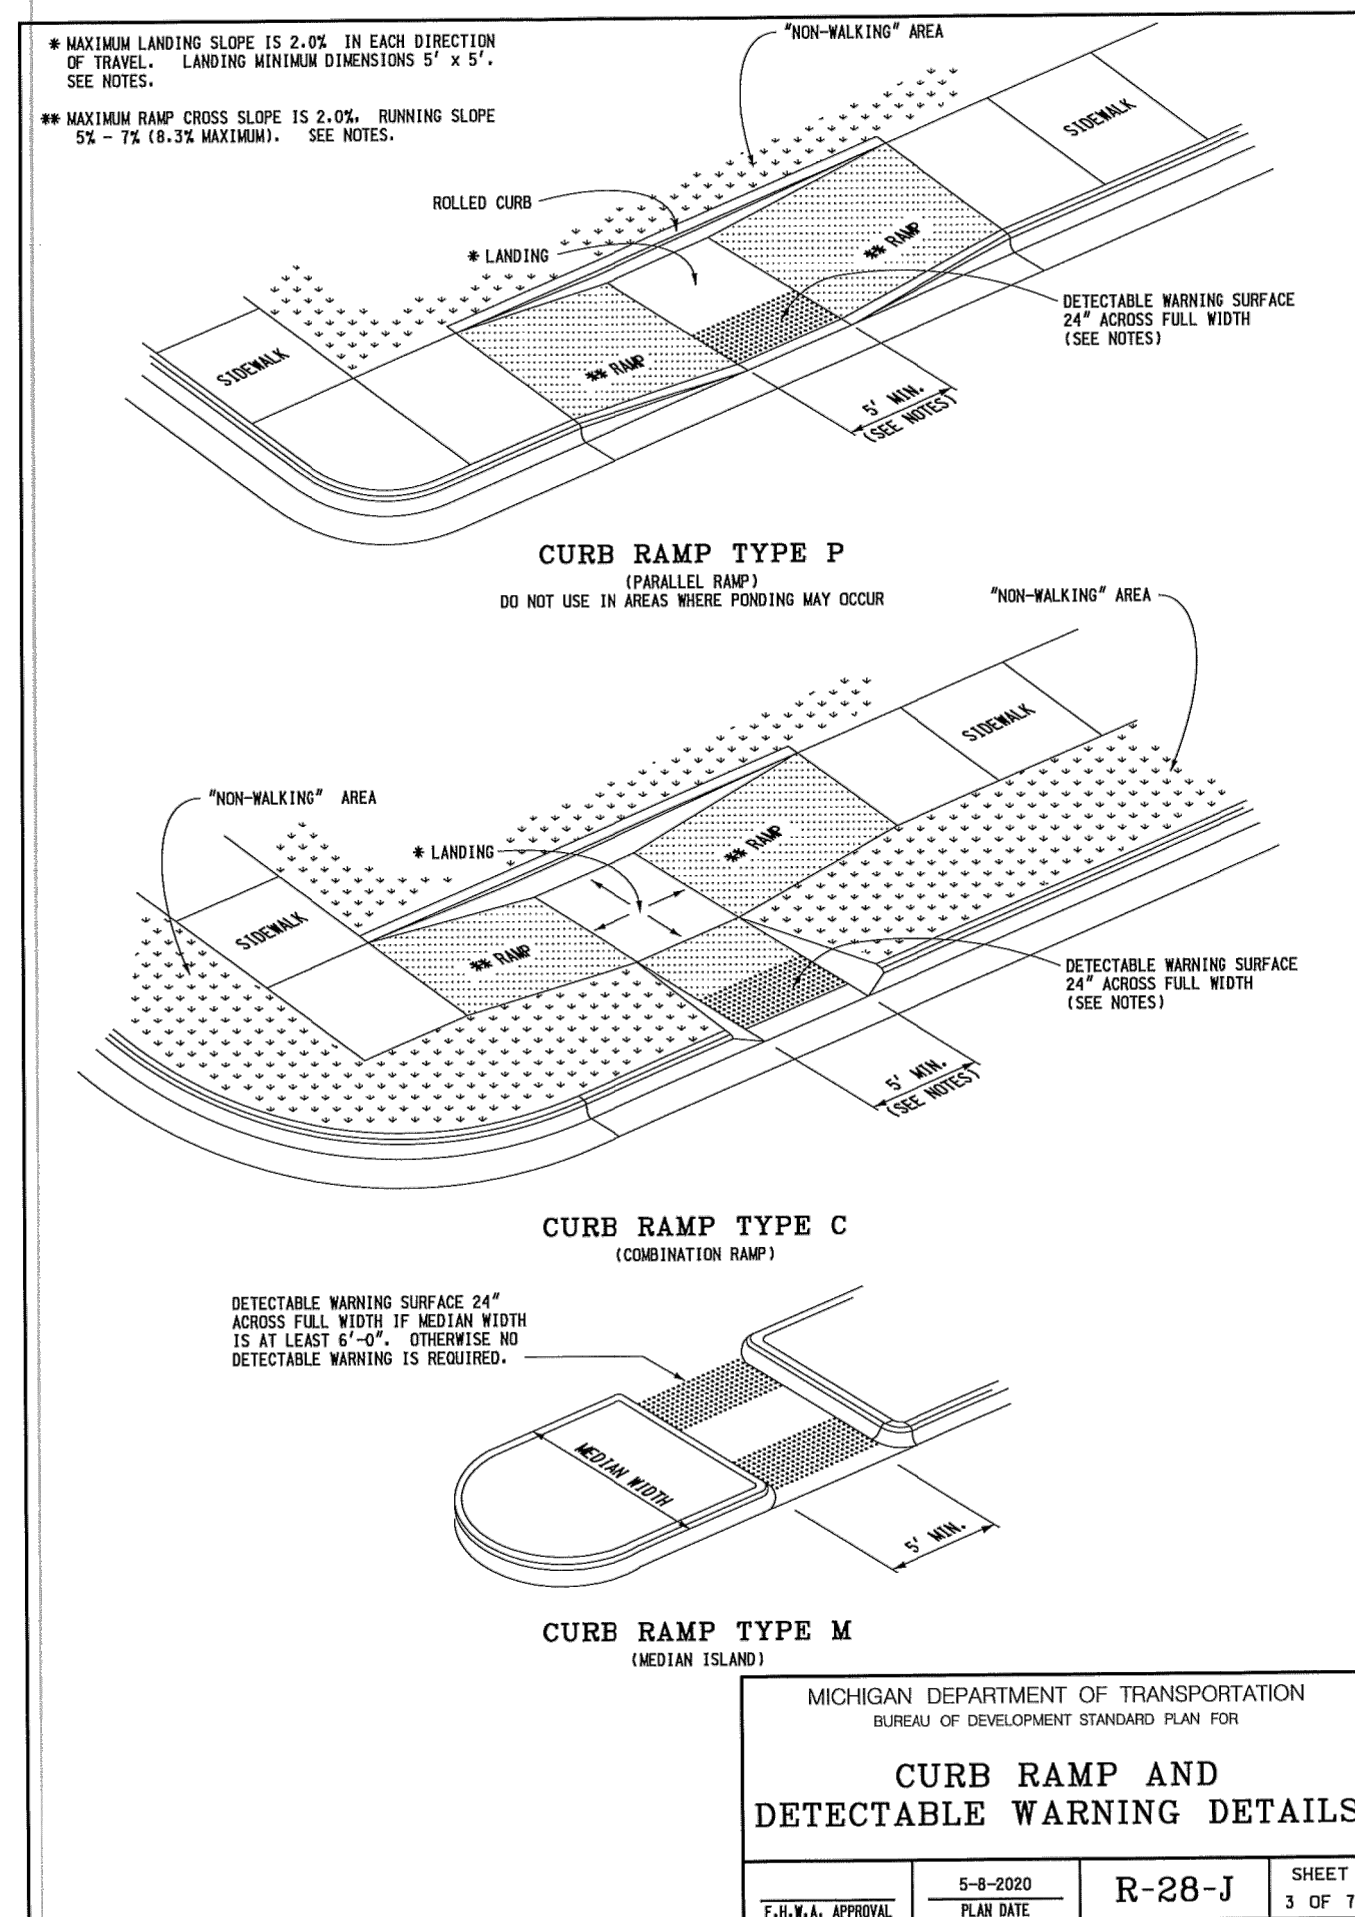 * MAXIMUM LANDING SLOPE IS 2.0% IN EACH DIRECTION
OF TRAVEL. LANDING MINIMUM DIMENSIONS 5' x 5'.
SEE NOTES.
** MAXIMUM RAMP CROSS SLOPE IS 2.0%, RUNNING SLOPE
5% - 7% (8.3% MAXIMUM). SEE NOTES.
"NON-WALKING" AREA
SIDEWALK
ROLLED CURB
** RAMP
* LANDING
DETECTABLE WARNING SURFACE
24" ACROSS FULL WIDTH
(SEE NOTES)
SIDEWALK
** RAMP
5' MIN.
(SEE NOTES)
CURB RAMP TYPE P
(PARALLEL RAMP)
DO NOT USE IN AREAS WHERE PONDING MAY OCCUR
"NON-WALKING" AREA
SIDEWALK
"NON-WALKING" AREA
** RAMP
* LANDING
SIDEWALK
** RAMP
DETECTABLE WARNING SURFACE
24" ACROSS FULL WIDTH
(SEE NOTES)
5' MIN.
(SEE NOTES)
CURB RAMP TYPE C
(COMBINATION RAMP)
DETECTABLE WARNING SURFACE 24"
ACROSS FULL WIDTH IF MEDIAN WIDTH
IS AT LEAST 6'-0". OTHERWISE NO
DETECTABLE WARNING IS REQUIRED.
MEDIAN WIDTH
5' MIN.
CURB RAMP TYPE M
(MEDIAN ISLAND)
MICHIGAN DEPARTMENT OF TRANSPORTATION
BUREAU OF DEVELOPMENT STANDARD PLAN FOR
CURB RAMP AND
DETECTABLE WARNING DETAILS
F.H.W.A. APPROVAL
5-8-2020
PLAN DATE
R-28-J
SHEET
3 OF 7